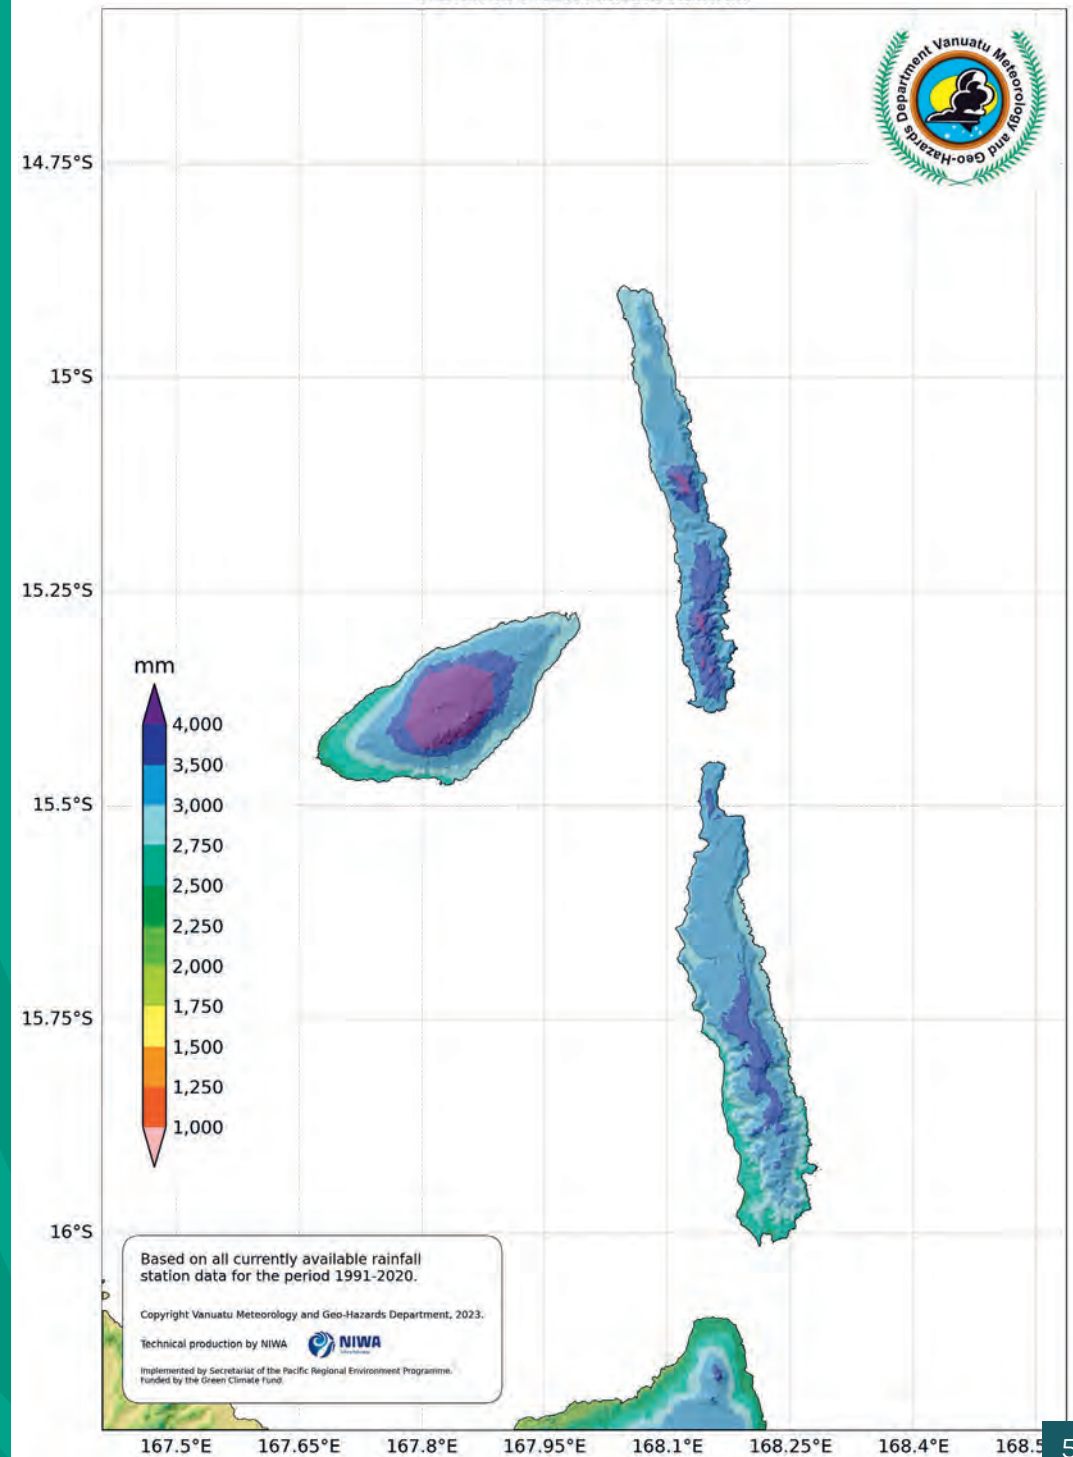 Vanuatu Meteorology and Geo-Hazards Department
14.75°S
15°S
15.25°S
15.5°S
15.75°S
16°S
mm
4,000
3,500
3,000
2,750
2,500
2,250
2,000
1,750
1,500
1,250
1,000
Based on all currently available rainfall
station data for the period 1991-2020.
Copyright Vanuatu Meteorology and Geo-Hazards Department, 2023.
Technical production by NIWA
NIWA
Implemented by Secretariat of the Pacific Regional Environment Programme.
Funded by the Green Climate Fund.
167.5°E
167.65°E
167.8°E
167.95°E
168.1°E
168.25°E
168.4°E
168.5
5